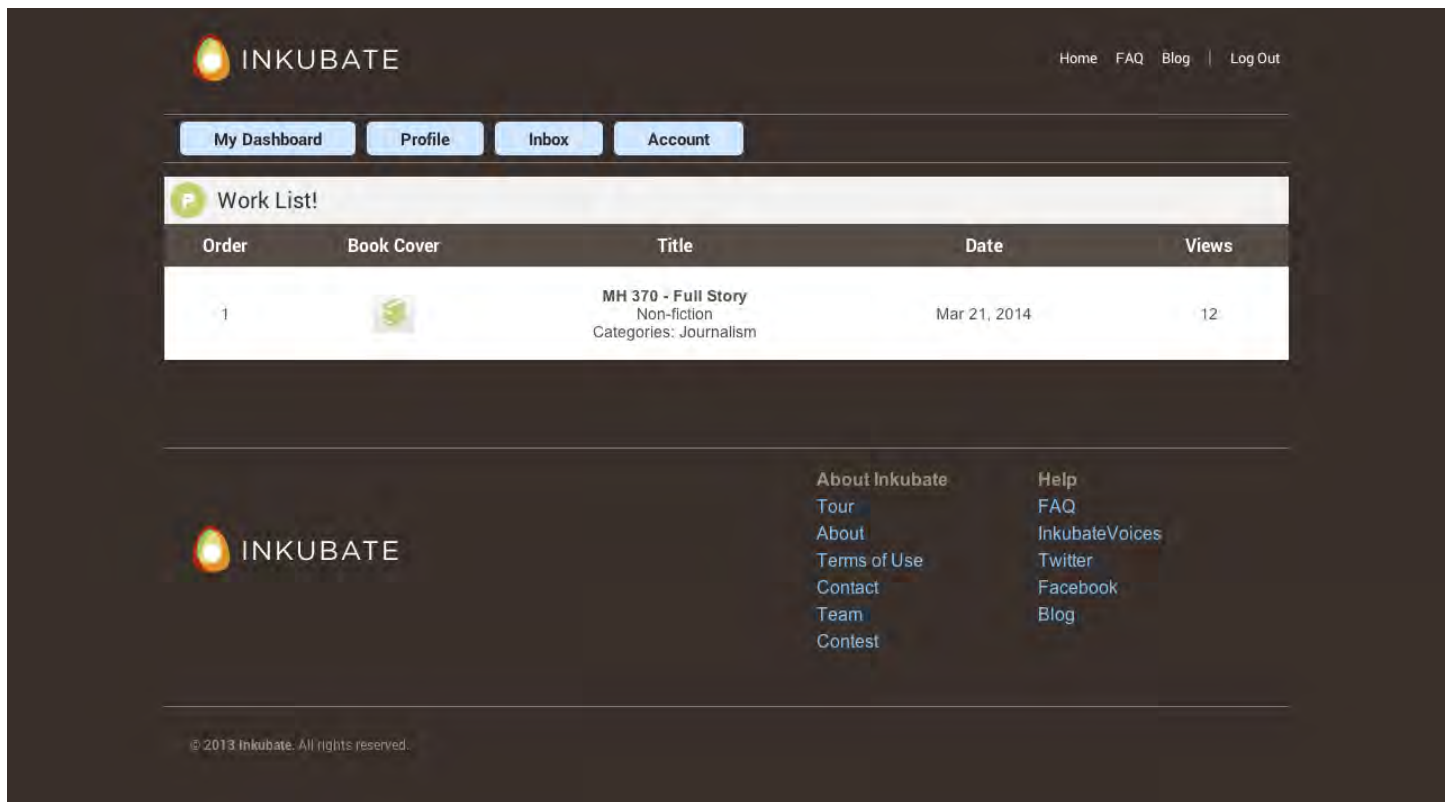 INKUBATE
Home FAQ Blog | Log Out
My Dashboard Profile Inbox Account
P Work List!
Order Book Cover Title Date Views
MH 370 - Full Story
1 Non-fiction Mar 21, 2014 12
Categories: Journalism
About Inkubate Help
Tour FAQ
About InkubateVoices
INKUBATE
Terms of Use Twitter
Contact Facebook
Team Blog
Contest
© 2013 Inkubate. All rights reserved.